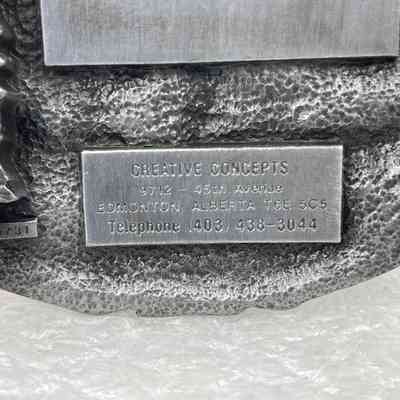 CREATIVE CONCEPTS
9712 - 45th Avenue
EDMONTON ALBERTA T6E 5C5
Telephone (403) 438-3044